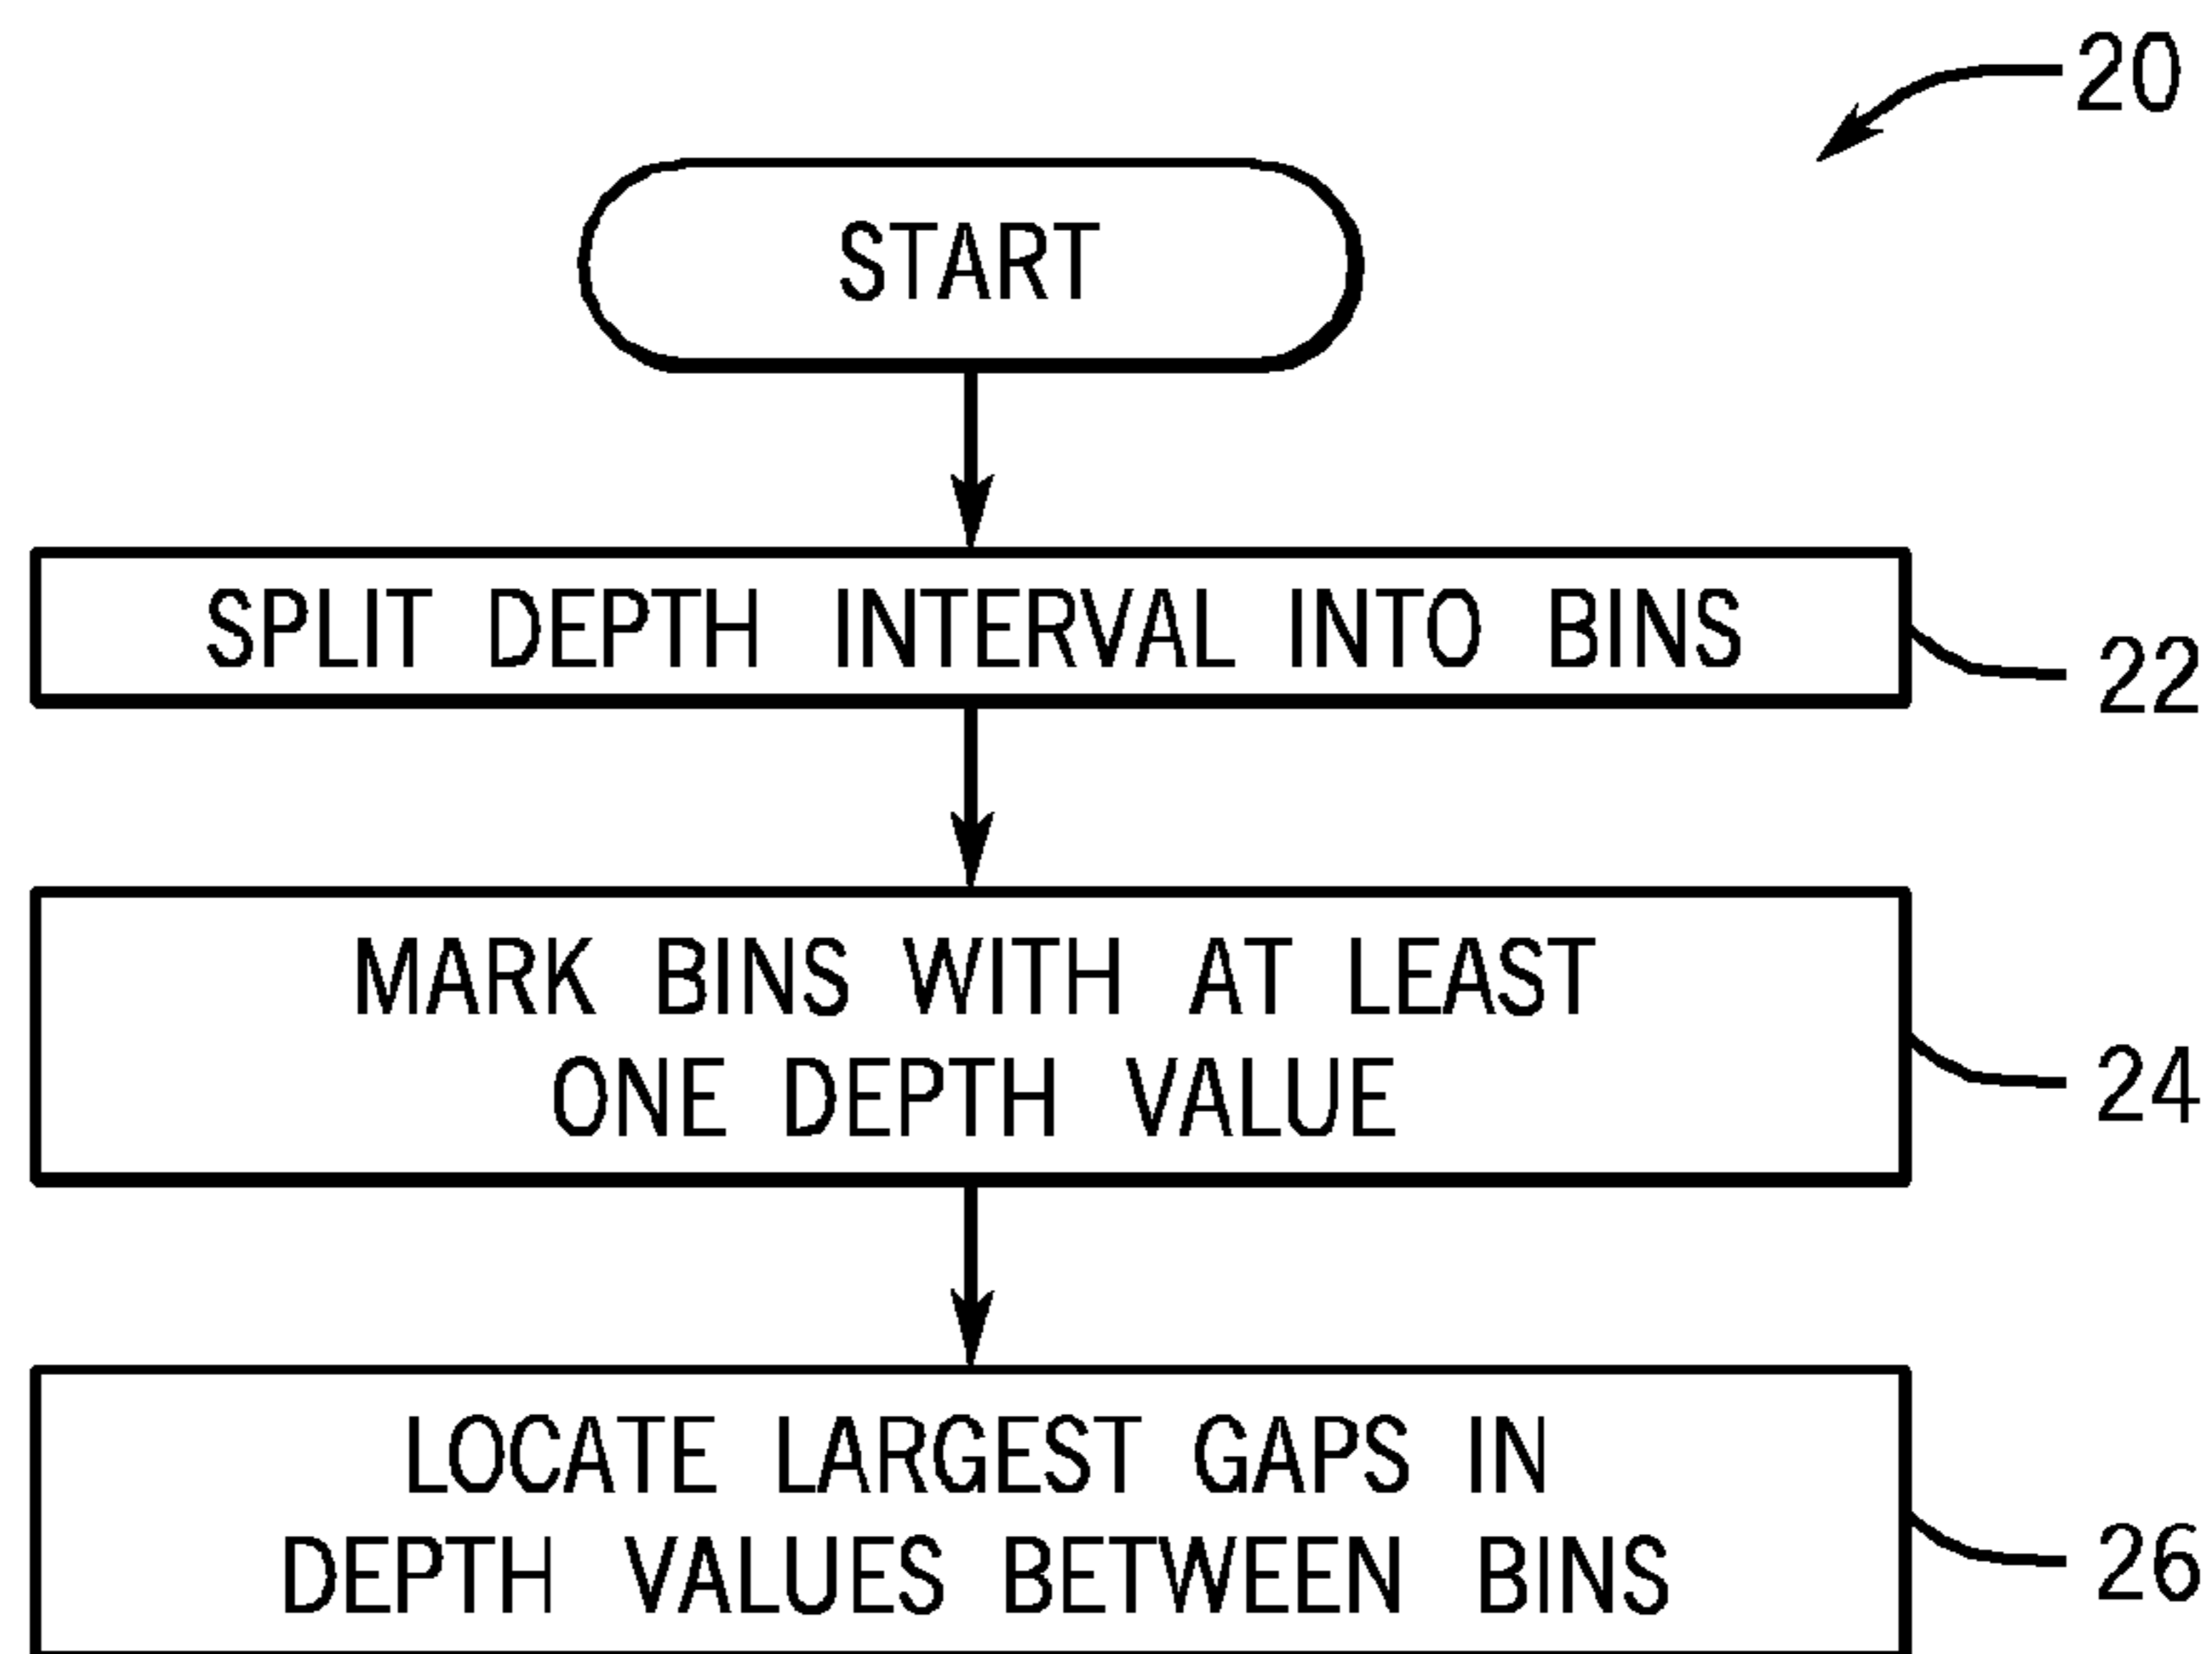 20
START
SPLIT DEPTH INTERVAL INTO BINS
22
MARK BINS WITH AT LEAST
ONE DEPTH VALUE
24
LOCATE LARGEST GAPS IN
DEPTH VALUES BETWEEN BINS
26